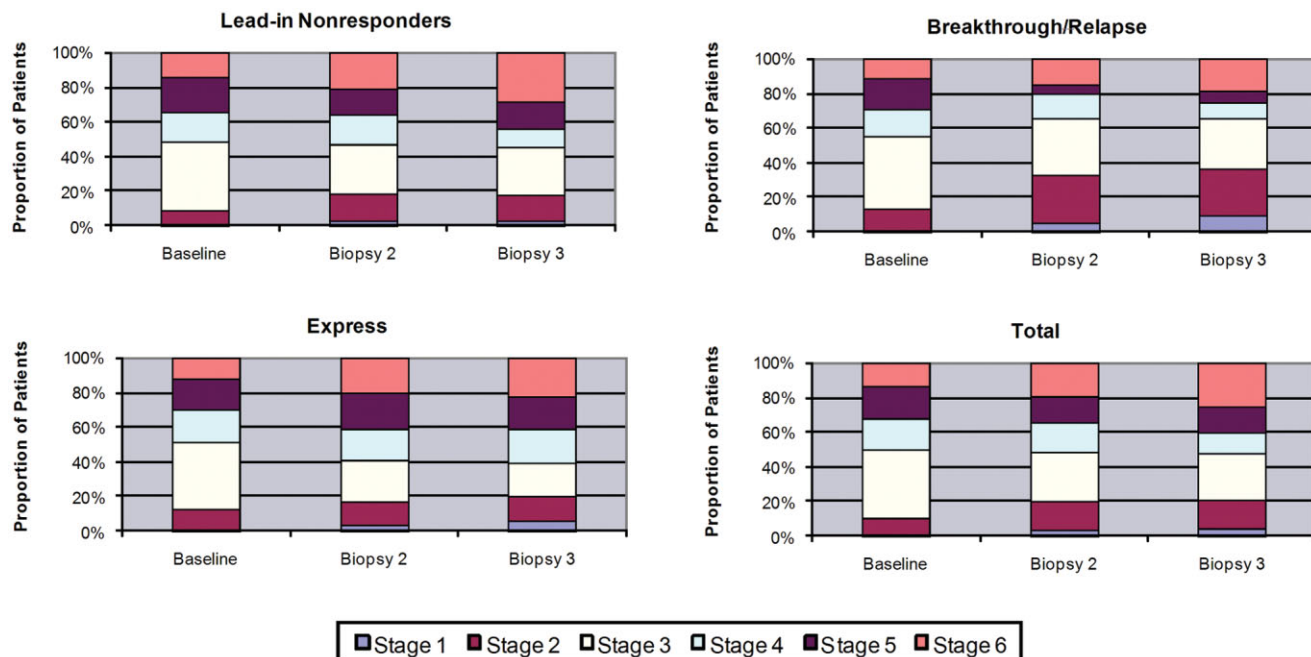 Lead-in Nonresponders
Proportion of Patients
100%
80%
60%
40%
20%
0%
Baseline
Biopsy 2
Biopsy 3
Breakthrough/Relapse
Proportion of Patients
100%
80%
60%
40%
20%
0%
Baseline
Biopsy 2
Biopsy 3
Express
Proportion of Patients
100%
80%
60%
40%
20%
0%
Baseline
Biopsy 2
Biopsy 3
Total
Proportion of Patients
100%
80%
60%
40%
20%
0%
Baseline
Biopsy 2
Biopsy 3
Stage 1 Stage 2 Stage 3 Stage 4 Stage 5 Stage 6